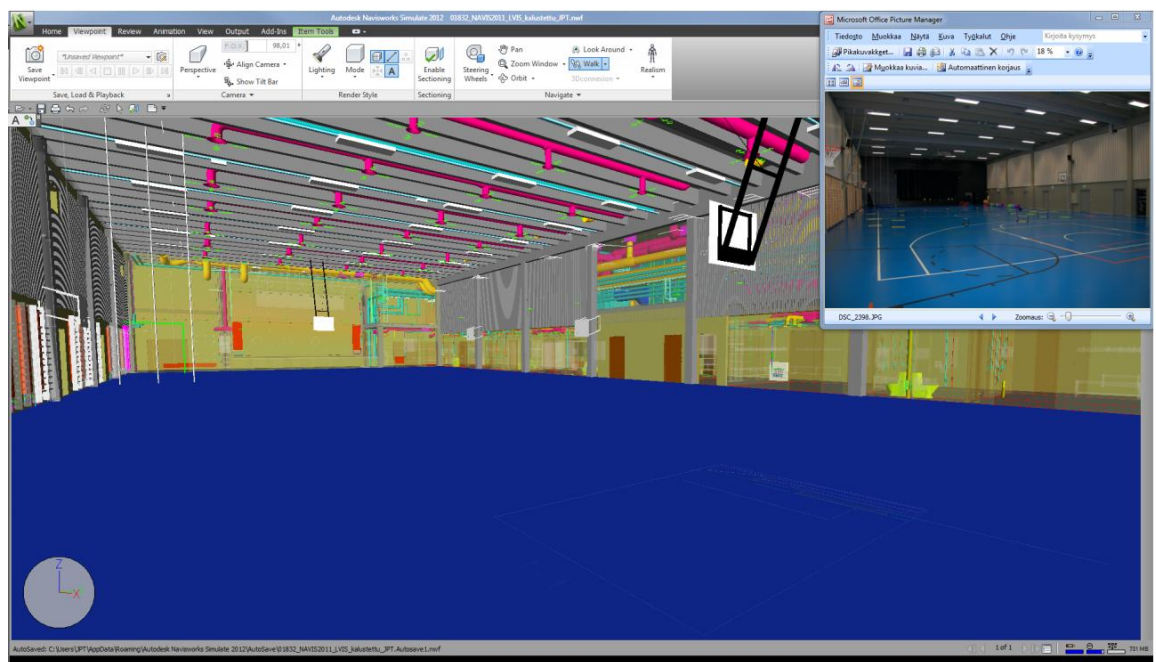 Autodesk Navisworks Simulate 2012 01832_NAVIS2011_LVIS_kalustettu_JPT.nwf
Home Viewpoint Review Animation View Output Add-Ins Item Tools
Save Viewpoint
"(Unsaved Viewpoint)"
Save, Load & Playback
Perspective
F.O.V. 98,01
Align Camera
Show Tilt Bar
Camera
Lighting
Mode
A
Render Style
Enable Sectioning
Sectioning
Steering Wheels
Pan
Zoom Window
Orbit
Look Around
Walk
3Dconnexion
Navigate
Realism
Microsoft Office Picture Manager
Tiedosto Muokkaa Näytä Kuva Työkalut Ohje Kirjoita kysymys
Pikakuvakkeet... 18 %
Muokkaa kuvia... Automaattinen korjaus
DSC_2398.JPG Zoomaus:
A
Z
X
AutoSaved: C:\Users\JPT\AppData\Roaming\Autodesk Navisworks Simulate 2012\AutoSave\01832_NAVIS2011_LVIS_kalustettu_JPT.Autosave1.nwf
1 of 1
701 MB